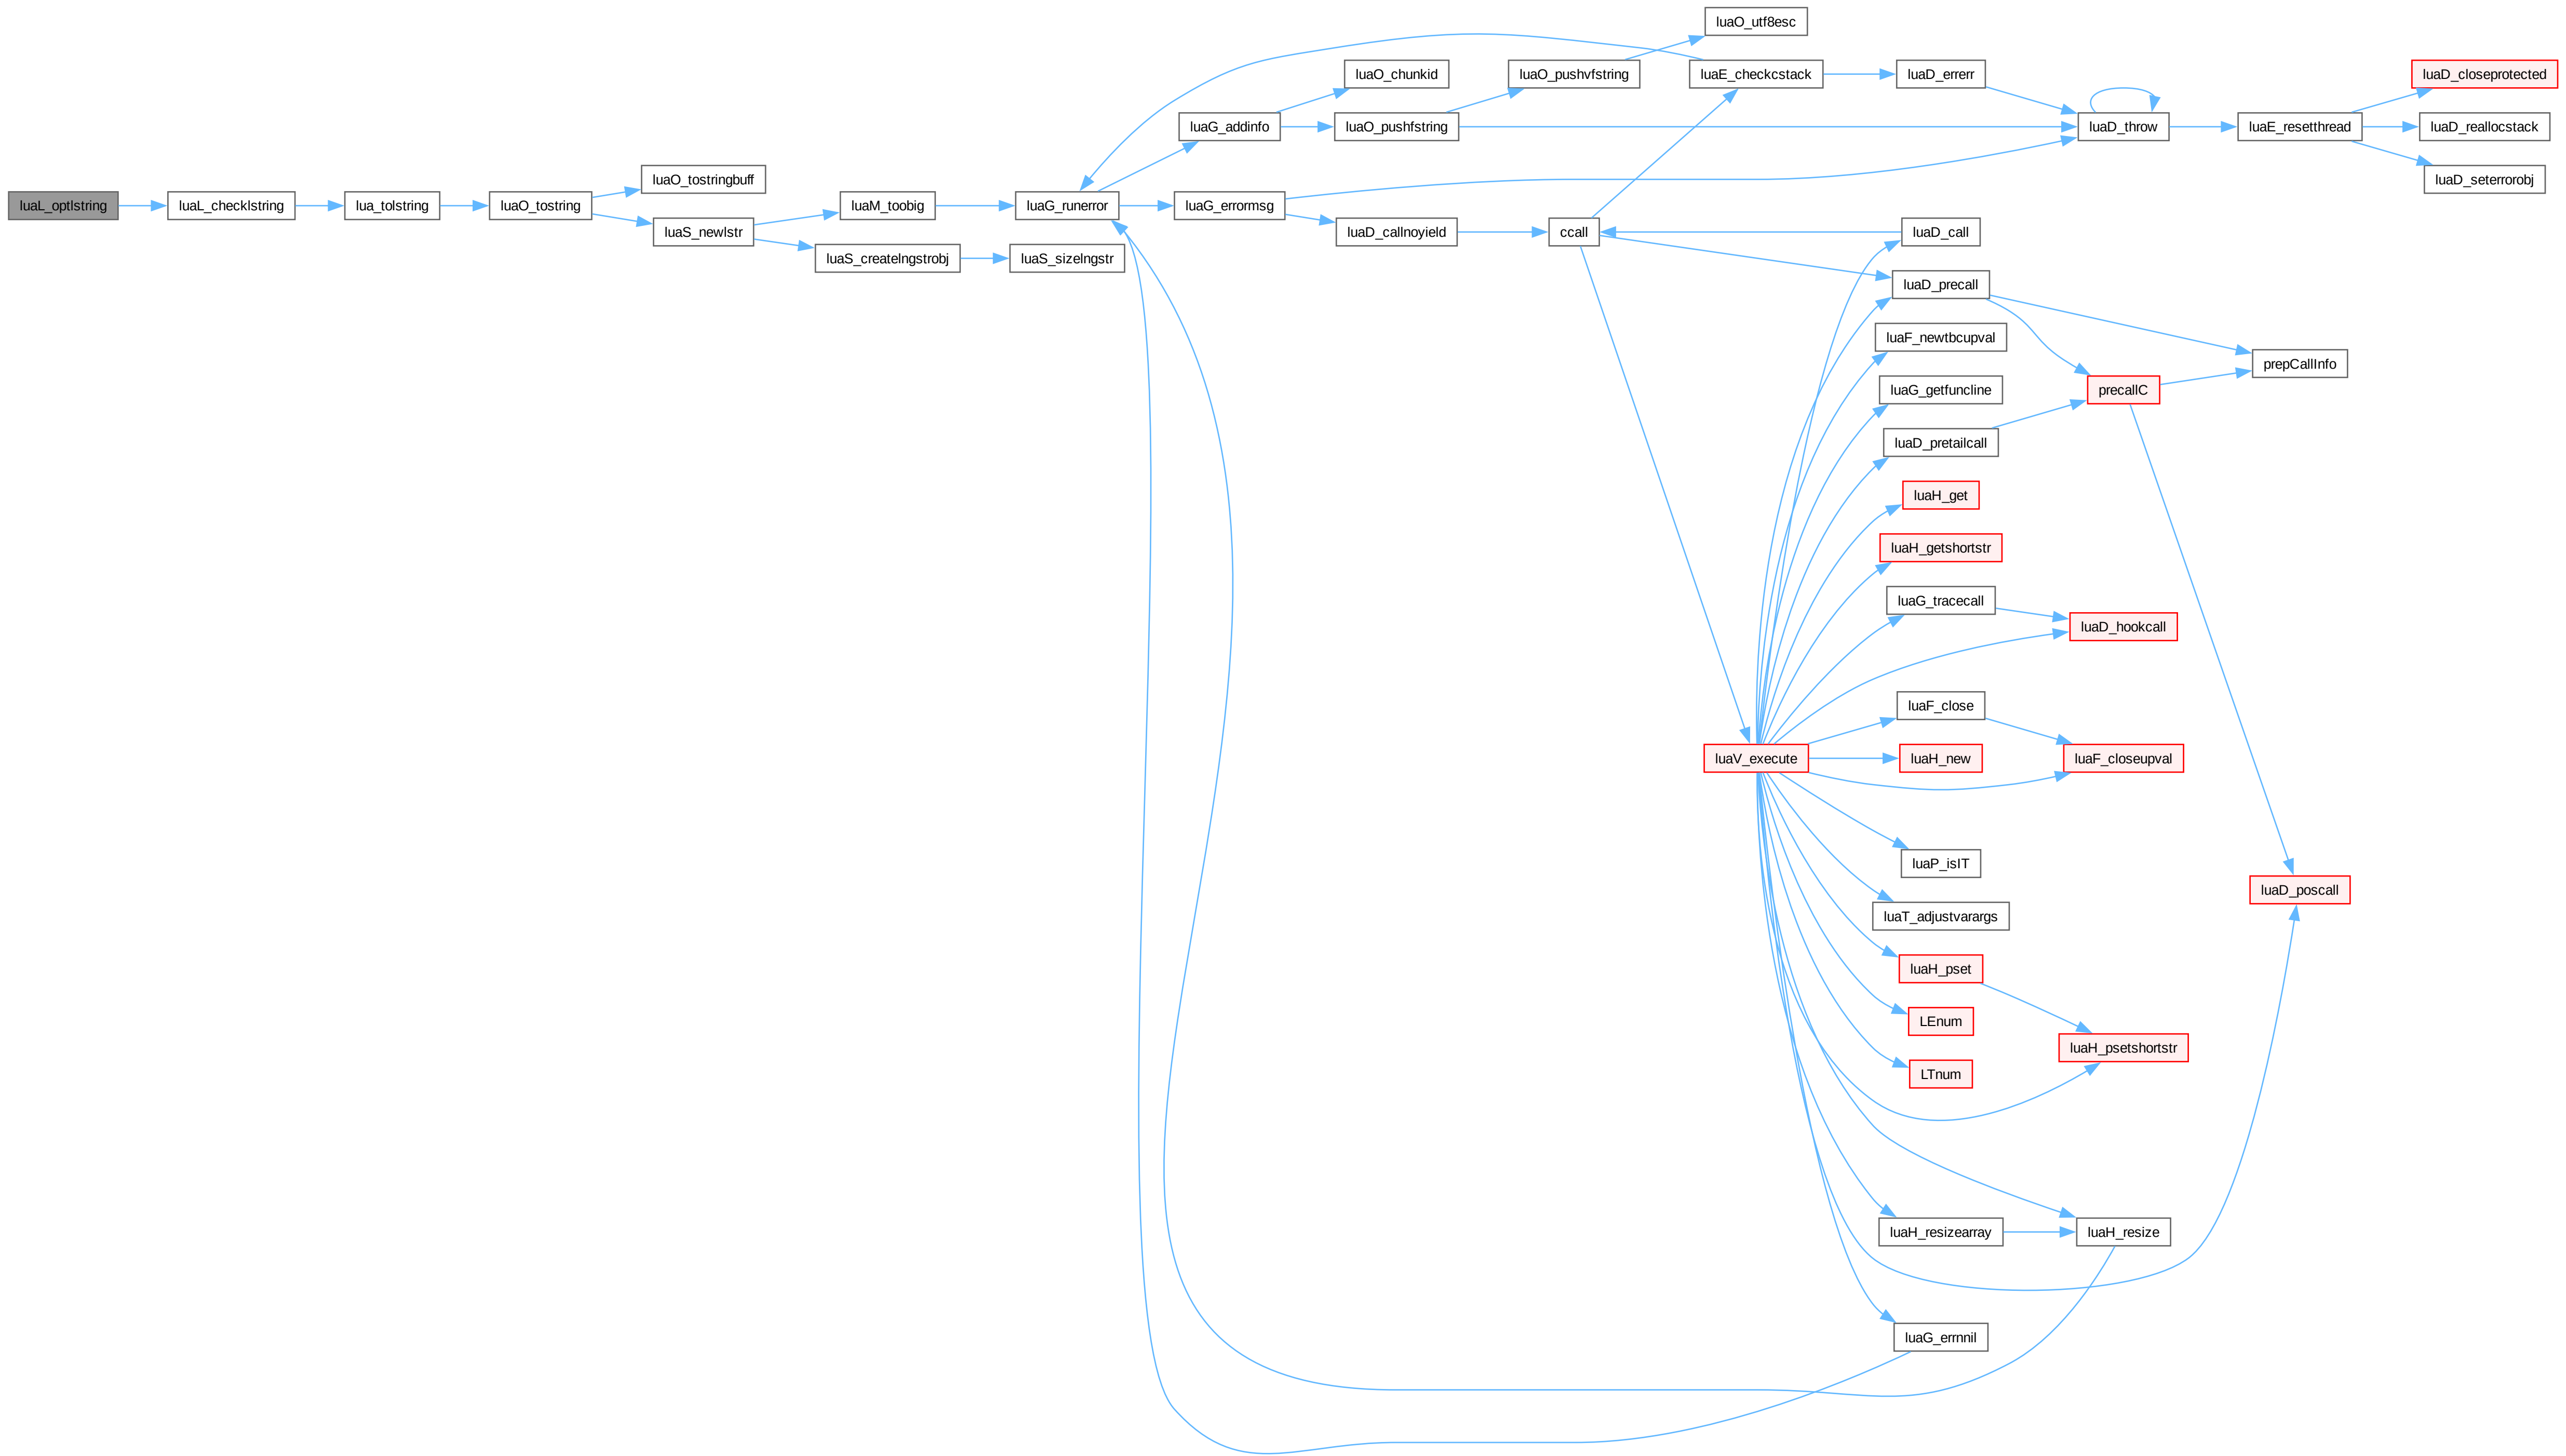 luaO_utf8esc
luaO_chunkid
luaO_pushvfstring
luaE_checkcstack
luaD_errerr
luaD_closeprotected
luaG_addinfo
luaO_pushfstring
luaD_throw
luaE_resetthread
luaD_reallocstack
luaO_tostringbuff
luaD_seterrorobj
luaL_optlstring
luaL_checklstring
lua_tolstring
luaO_tostring
luaM_toobig
luaG_runerror
luaG_errormsg
luaS_newlstr
luaD_callnoyield
ccall
luaD_call
luaS_createlngstrobj
luaS_sizelngstr
luaD_precall
luaF_newtbcupval
prepCallInfo
luaG_getfuncline
precallC
luaD_pretailcall
luaH_get
luaH_getshortstr
luaG_tracecall
luaD_hookcall
luaF_close
luaV_execute
luaH_new
luaF_closeupval
luaP_isIT
luaD_poscall
luaT_adjustvarargs
luaH_pset
LEnum
luaH_psetshortstr
LTnum
luaH_resizearray
luaH_resize
luaG_errnnil